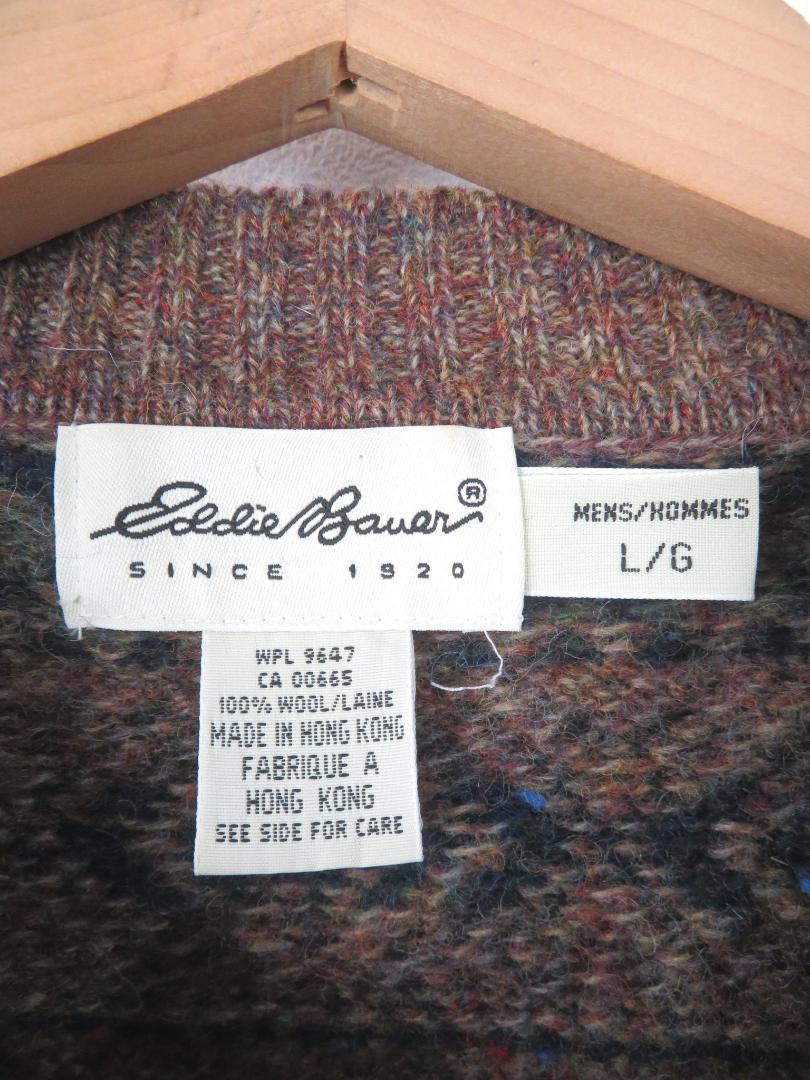 Eddie Bauer®
SINCE 1920
MENS/HOMMES
L/G
WPL 9647
CA 00665
100% WOOL/LAINE
MADE IN HONG KONG
FABRIQUE A
HONG KONG
SEE SIDE FOR CARE